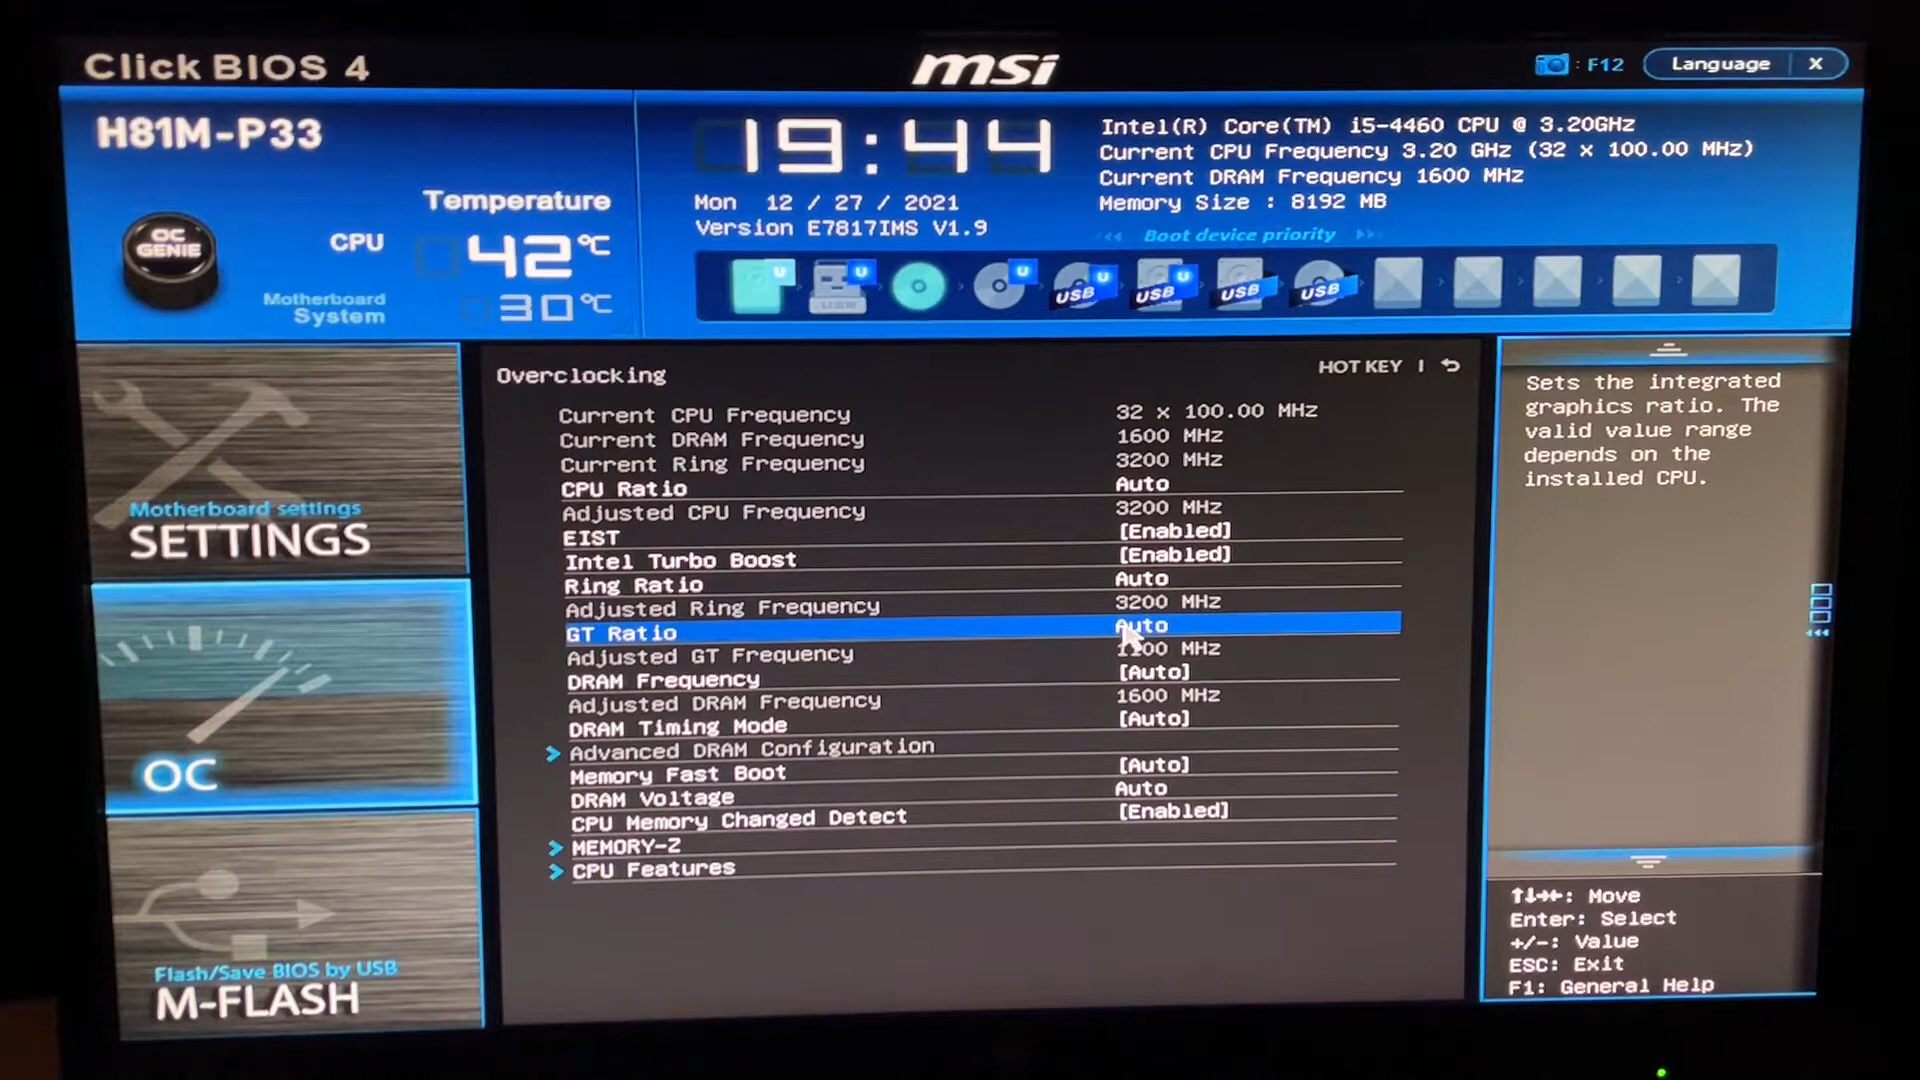 Click BIOS 4
msi
: F12
Language X
H81M-P33
OC
GENIE
Temperature
CPU 42°C
Motherboard
System 30°C
19:44
Mon 12 / 27 / 2021
Version E7817IMS V1.9
Intel(R) Core(TM) i5-4460 CPU @ 3.20GHz
Current CPU Frequency 3.20 GHz (32 x 100.00 MHz)
Current DRAM Frequency 1600 MHz
Memory Size : 8192 MB
Boot device priority
U U U USB U USB U USB USB
Motherboard settings
SETTINGS
OC
Flash/Save BIOS by USB
M-FLASH
Overclocking
HOT KEY |
Current CPU Frequency 32 x 100.00 MHz
Current DRAM Frequency 1600 MHz
Current Ring Frequency 3200 MHz
CPU Ratio Auto
Adjusted CPU Frequency 3200 MHz
EIST [Enabled]
Intel Turbo Boost [Enabled]
Ring Ratio Auto
Adjusted Ring Frequency 3200 MHz
GT Ratio Auto
Adjusted GT Frequency 1100 MHz
DRAM Frequency [Auto]
Adjusted DRAM Frequency 1600 MHz
DRAM Timing Mode [Auto]
> Advanced DRAM Configuration
Memory Fast Boot [Auto]
DRAM Voltage Auto
CPU Memory Changed Detect [Enabled]
> MEMORY-Z
> CPU Features
Sets the integrated
graphics ratio. The
valid value range
depends on the
installed CPU.
↑↓→←: Move
Enter: Select
+/-: Value
ESC: Exit
F1: General Help